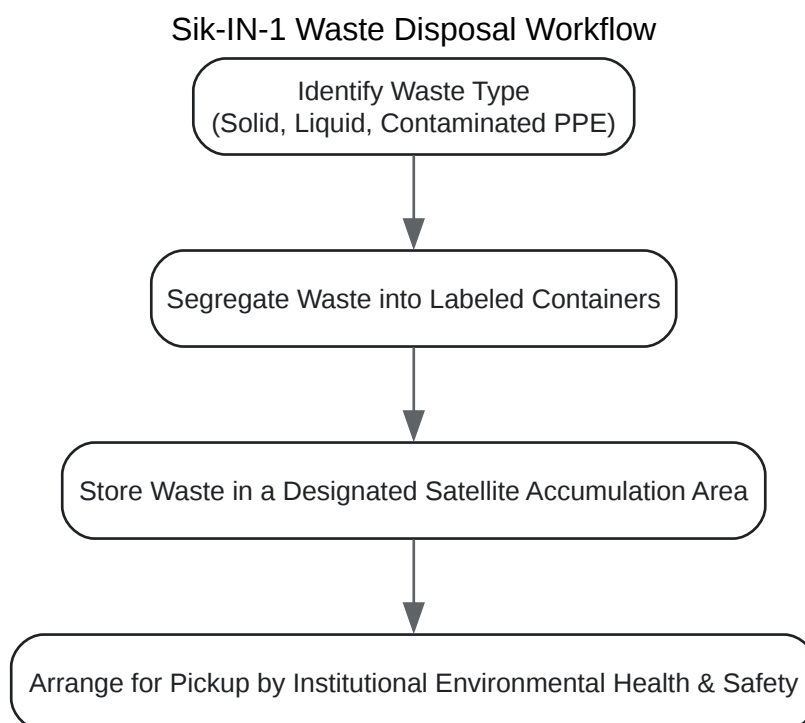 Sik-IN-1 Waste Disposal Workflow
Identify Waste Type
(Solid, Liquid, Contaminated PPE)
Segregate Waste into Labeled Containers
Store Waste in a Designated Satellite Accumulation Area
Arrange for Pickup by Institutional Environmental Health & Safety